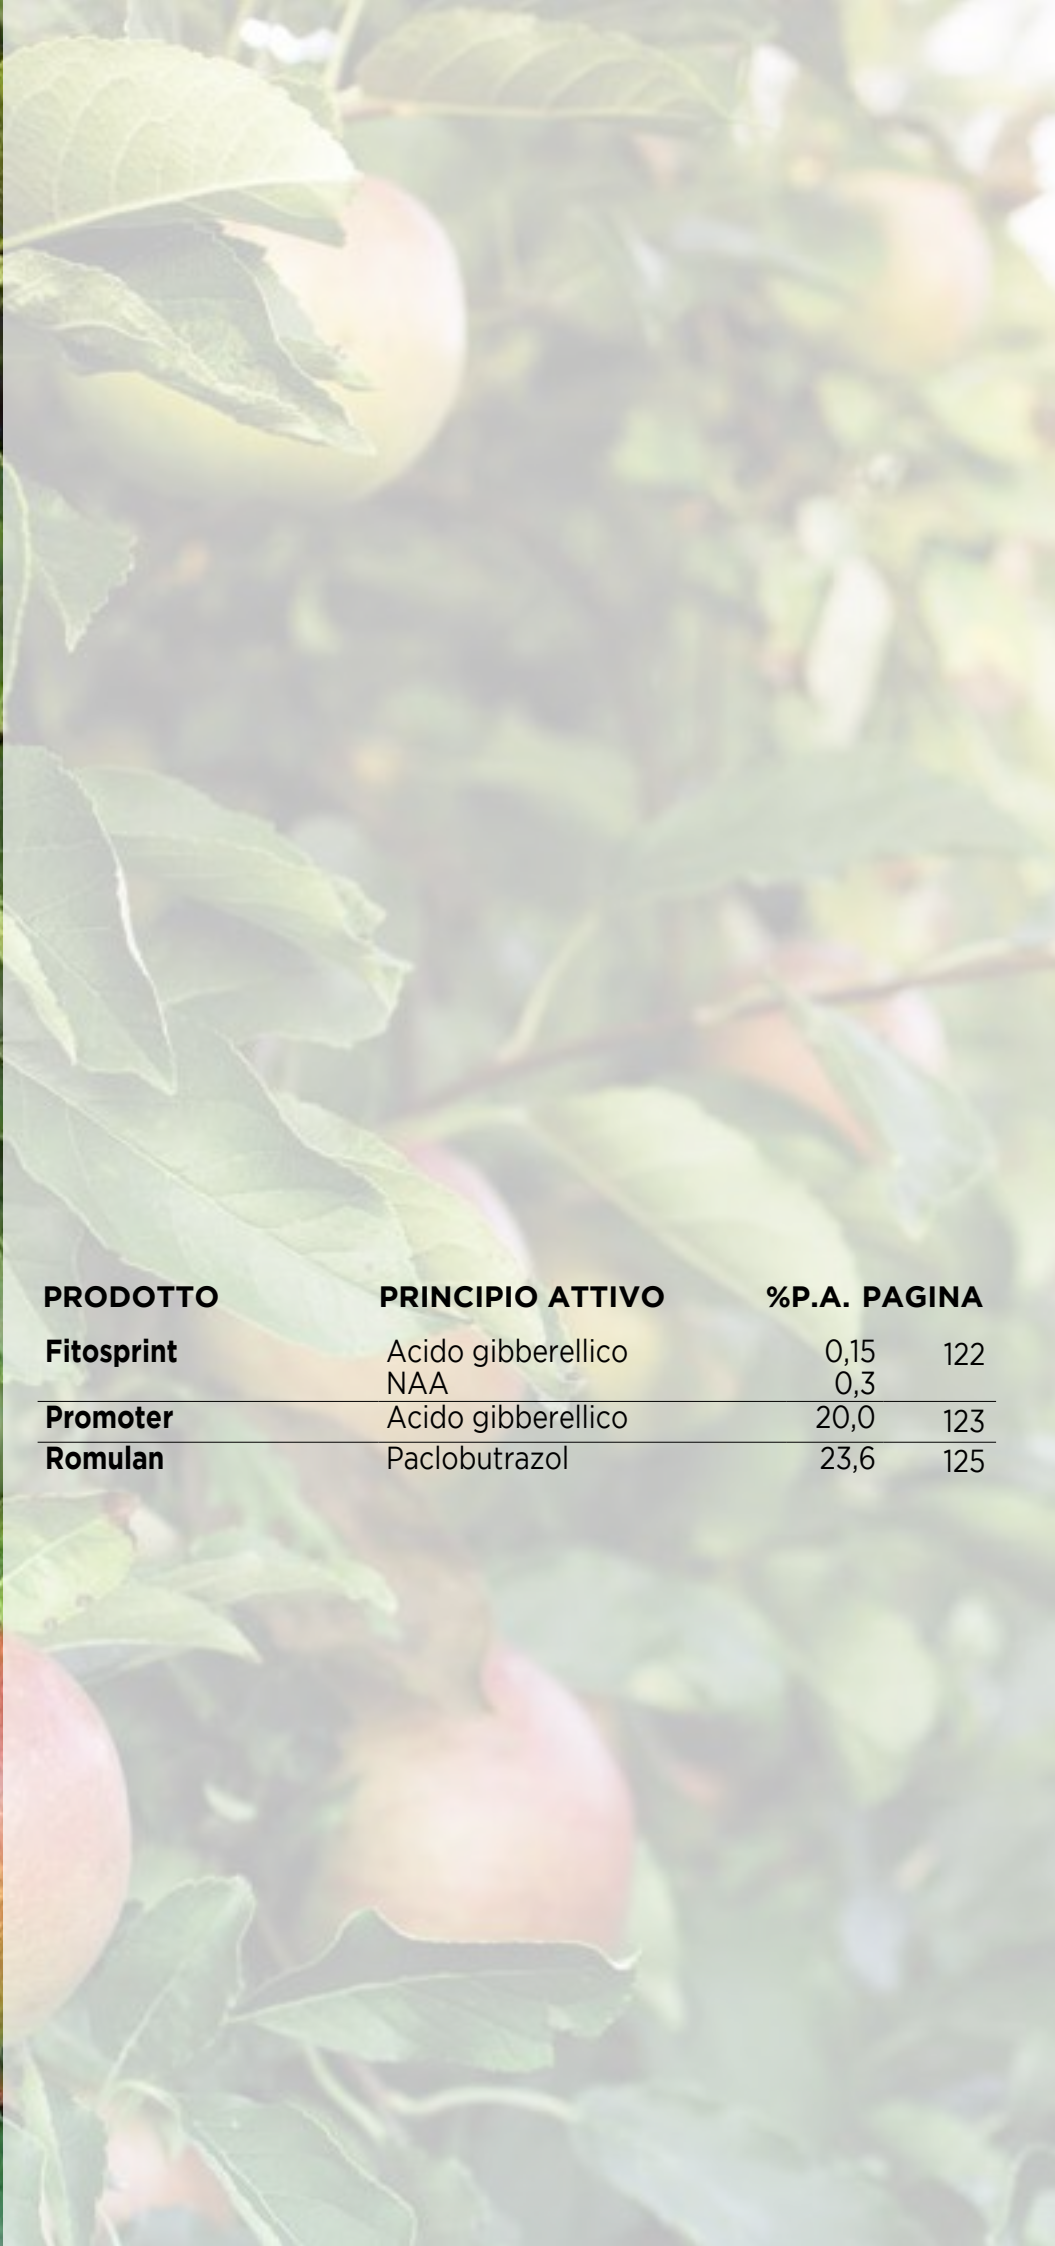 PRODOTTO PRINCIPIO ATTIVO %P.A. PAGINA
Fitosprint Acido gibberellico 0,15 122
NAA 0,3
Promoter Acido gibberellico 20,0 123
Romulan Paclobutrazol 23,6 125